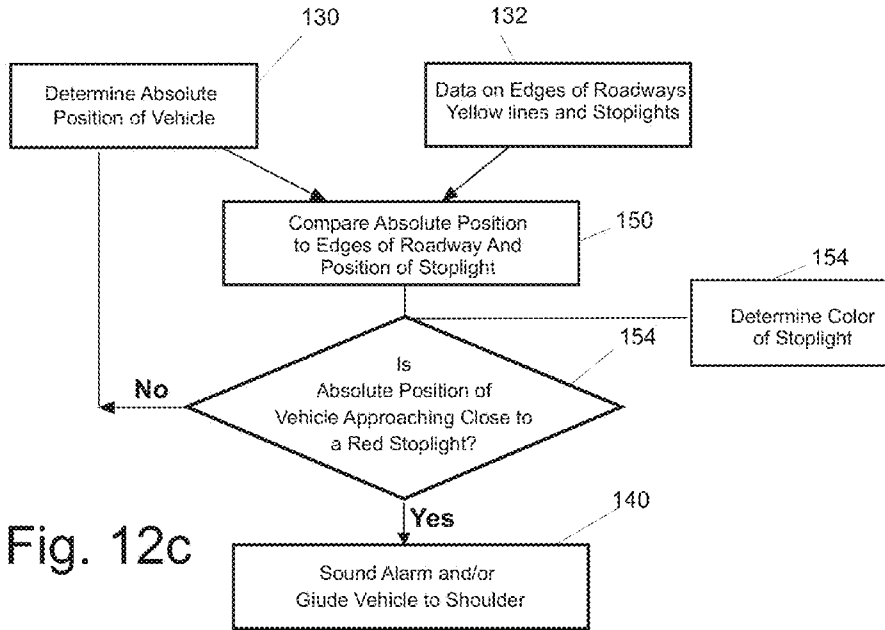 130
132
Determine Absolute
Position of Vehicle
Data on Edges of Roadways
Yellow lines and Stoplights
Compare Absolute Position
to Edges of Roadway And
Position of Stoplight
150
154
Determine Color
of Stoplight
154
Is
Absolute Position of
Vehicle Approaching Close to
a Red Stoplight?
No
Yes
140
Sound Alarm and/or
Giude Vehicle to Shoulder
Fig. 12c